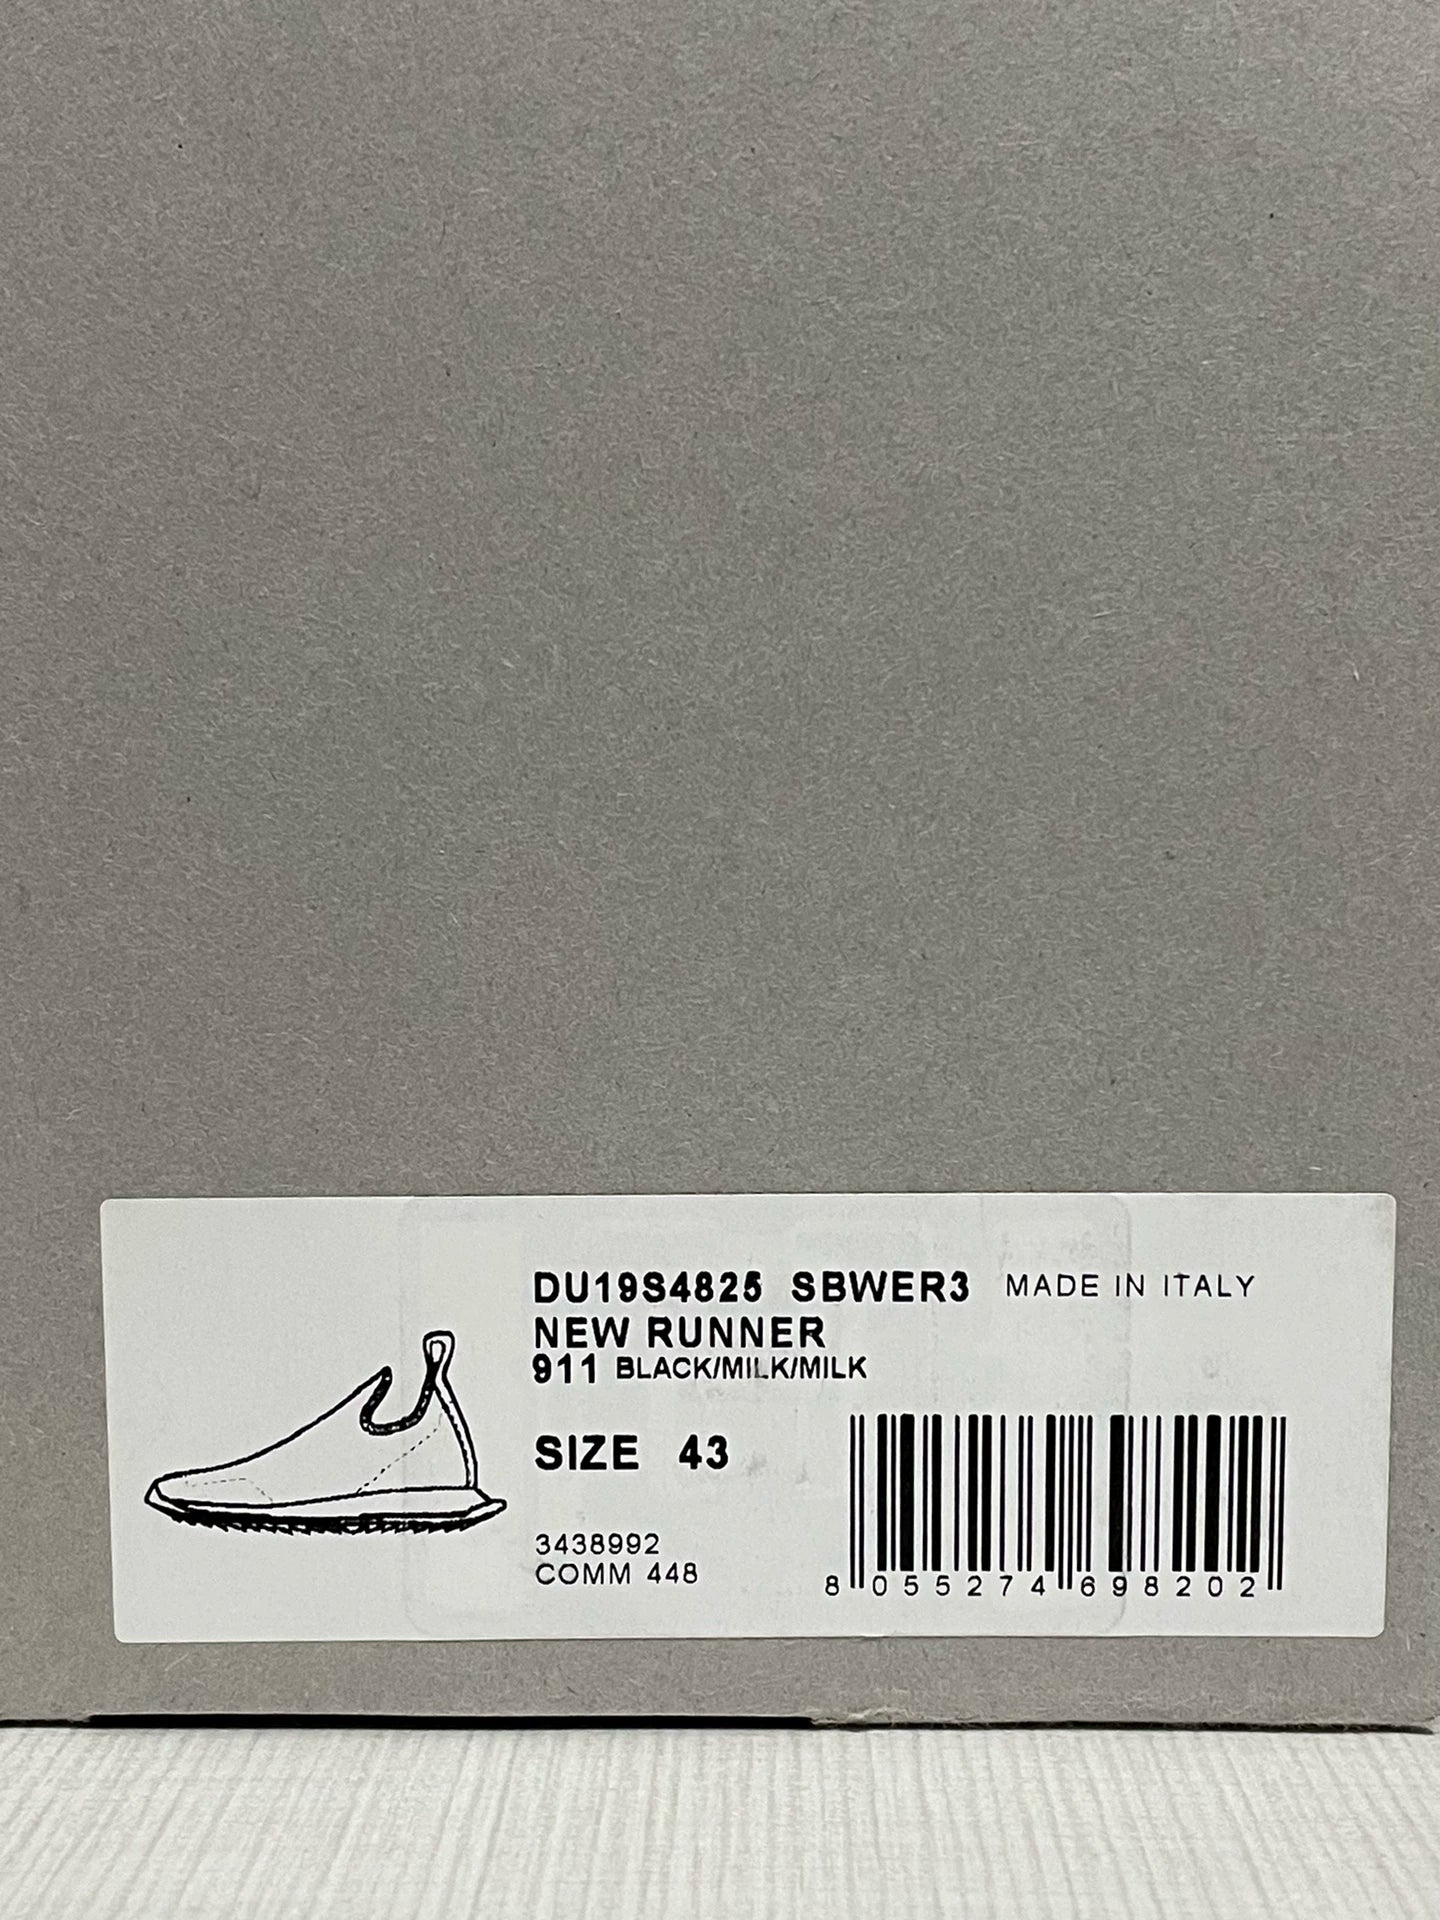 DU19S4825 SBWER3 MADE IN ITALY
NEW RUNNER
911 BLACK/MILK/MILK
SIZE 43
3438992
COMM 448
8 055274 698202